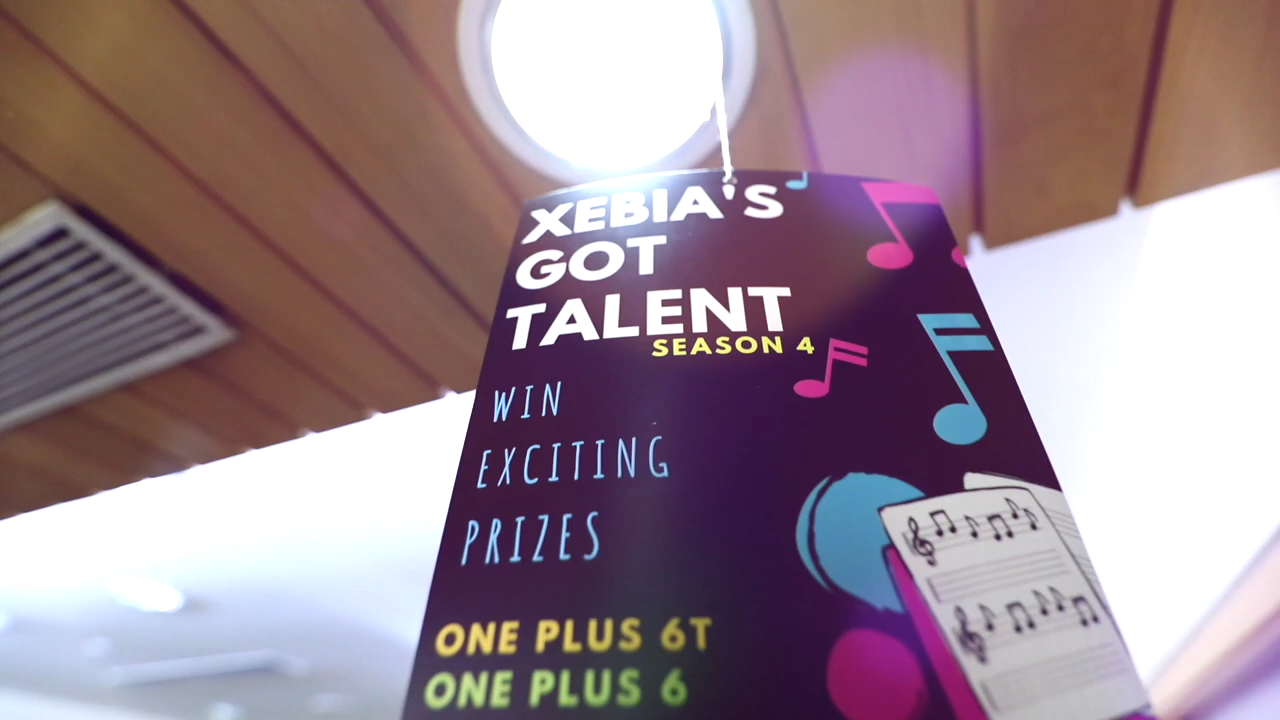 XEBIA'S
GOT
TALENT
SEASON 4
WIN
EXCITING
PRIZES
ONE PLUS 6T
ONE PLUS 6